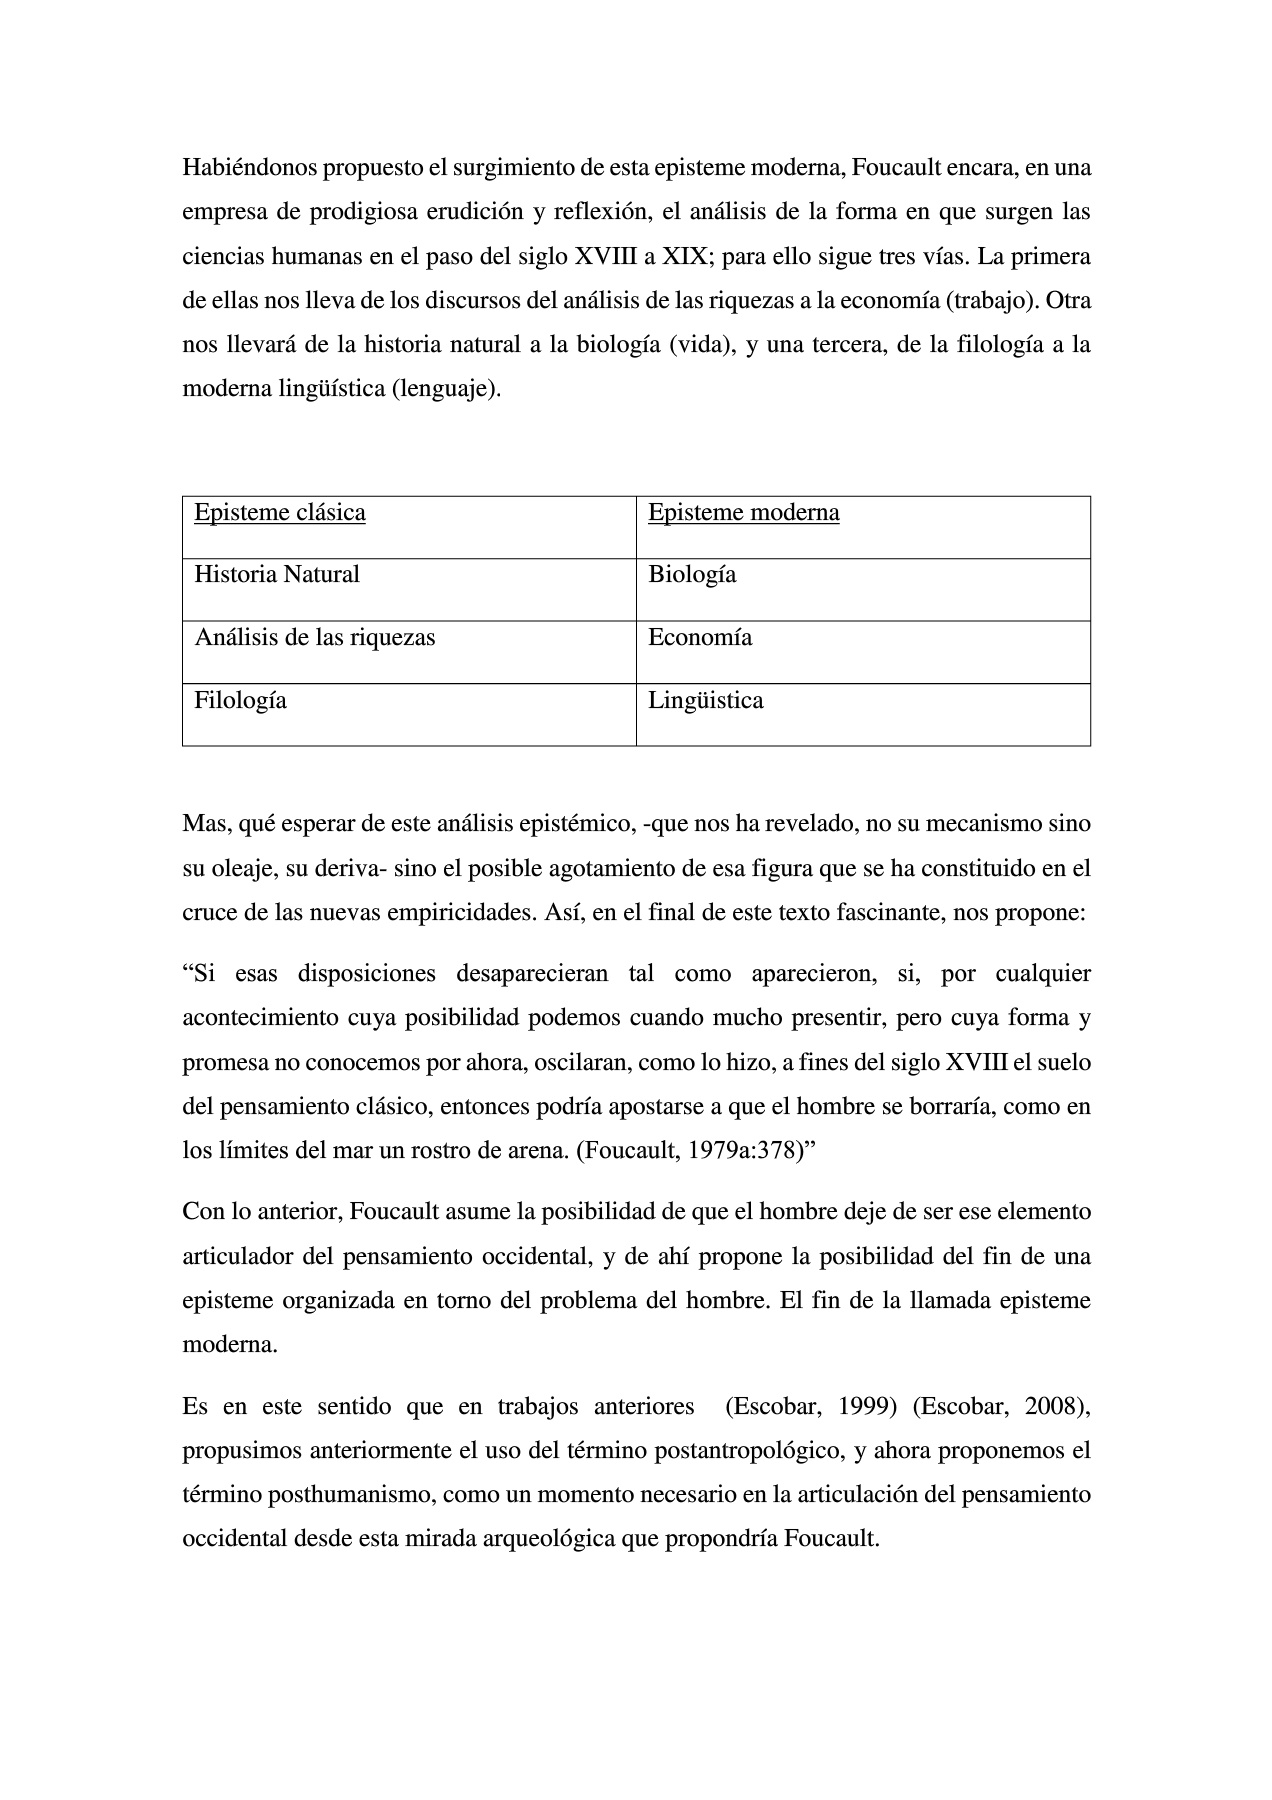 Habiéndonos propuesto el surgimiento de esta episteme moderna, Foucault encara, en una
empresa de prodigiosa erudición y reflexión, el análisis de la forma en que surgen las
ciencias humanas en el paso del siglo XVIII a XIX; para ello sigue tres vías. La primera
de ellas nos lleva de los discursos del análisis de las riquezas a la economía (trabajo). Otra
nos llevará de la historia natural a la biología (vida), y una tercera, de la filología a la
moderna lingüística (lenguaje).
Episteme clásica Episteme moderna
Historia Natural Biología
Análisis de las riquezas Economía
Filología Lingüistica
Mas, qué esperar de este análisis epistémico, -que nos ha revelado, no su mecanismo sino
su oleaje, su deriva- sino el posible agotamiento de esa figura que se ha constituido en el
cruce de las nuevas empiricidades. Así, en el final de este texto fascinante, nos propone:
“Si esas disposiciones desaparecieran tal como aparecieron, si, por cualquier
acontecimiento cuya posibilidad podemos cuando mucho presentir, pero cuya forma y
promesa no conocemos por ahora, oscilaran, como lo hizo, a fines del siglo XVIII el suelo
del pensamiento clásico, entonces podría apostarse a que el hombre se borraría, como en
los límites del mar un rostro de arena. (Foucault, 1979a:378)”
Con lo anterior, Foucault asume la posibilidad de que el hombre deje de ser ese elemento
articulador del pensamiento occidental, y de ahí propone la posibilidad del fin de una
episteme organizada en torno del problema del hombre. El fin de la llamada episteme
moderna.
Es en este sentido que en trabajos anteriores (Escobar, 1999) (Escobar, 2008),
propusimos anteriormente el uso del término postantropológico, y ahora proponemos el
término posthumanismo, como un momento necesario en la articulación del pensamiento
occidental desde esta mirada arqueológica que propondría Foucault.